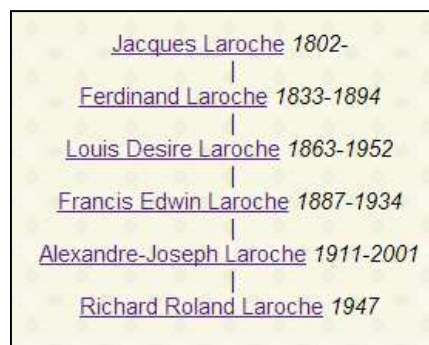 Jacques Laroche 1802-
|
Ferdinand Laroche 1833-1894
|
Louis Desire Laroche 1863-1952
|
Francis Edwin Laroche 1887-1934
|
Alexandre-Joseph Laroche 1911-2001
|
Richard Roland Laroche 1947